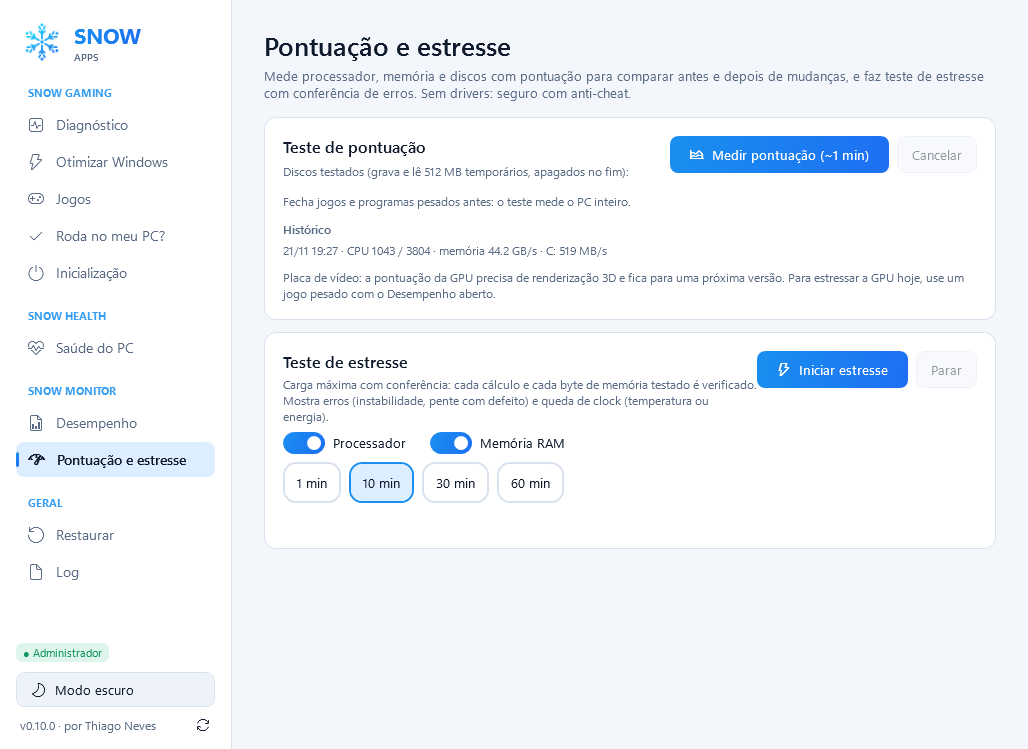 SNOW
APPS
SNOW GAMING
Diagnóstico
Otimizar Windows
Jogos
Roda no meu PC?
Inicialização
SNOW HEALTH
Saúde do PC
SNOW MONITOR
Desempenho
Pontuação e estresse
GERAL
Restaurar
Log
Administrador
Modo escuro
v0.10.0 · por Thiago Neves
Pontuação e estresse
Mede processador, memória e discos com pontuação para comparar antes e depois de mudanças, e faz teste de estresse
com conferência de erros. Sem drivers: seguro com anti-cheat.
Teste de pontuação
Medir pontuação (~1 min)
Cancelar
Discos testados (grava e lê 512 MB temporários, apagados no fim):
Fecha jogos e programas pesados antes: o teste mede o PC inteiro.
Histórico
21/11 19:27 · CPU 1043 / 3804 · memória 44.2 GB/s · C: 519 MB/s
Placa de vídeo: a pontuação da GPU precisa de renderização 3D e fica para uma próxima versão. Para estressar a GPU hoje, use um
jogo pesado com o Desempenho aberto.
Teste de estresse
Iniciar estresse
Parar
Carga máxima com conferência: cada cálculo e cada byte de memória testado é verificado.
Mostra erros (instabilidade, pente com defeito) e queda de clock (temperatura ou
energia).
Processador
Memória RAM
1 min
10 min
30 min
60 min